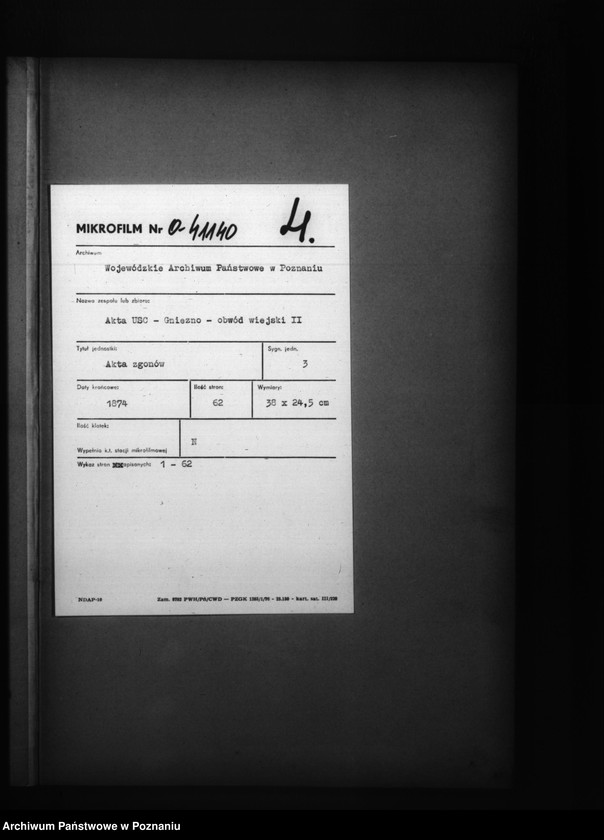 MIKROFILM Nr O-41140 4.
Archiwum:
Wojewódzkie Archiwum Państwowe w Poznaniu
Nazwa zespołu lub zbioru:
Akta USC - Gniezno - obwód wiejski II
Tytuł jednostki: Sygn. jedn.
Akta zgonów 3
Daty krańcowe: Ilość stron: Wymiary:
1874 62 38 x 24,5 cm
Ilość klatek:
N
Wypełnia k.t. stacji mikrofilmowej
Wykaz stron zapisanych: 1 - 62
NDAP-10
Archiwum Państwowe w Poznaniu